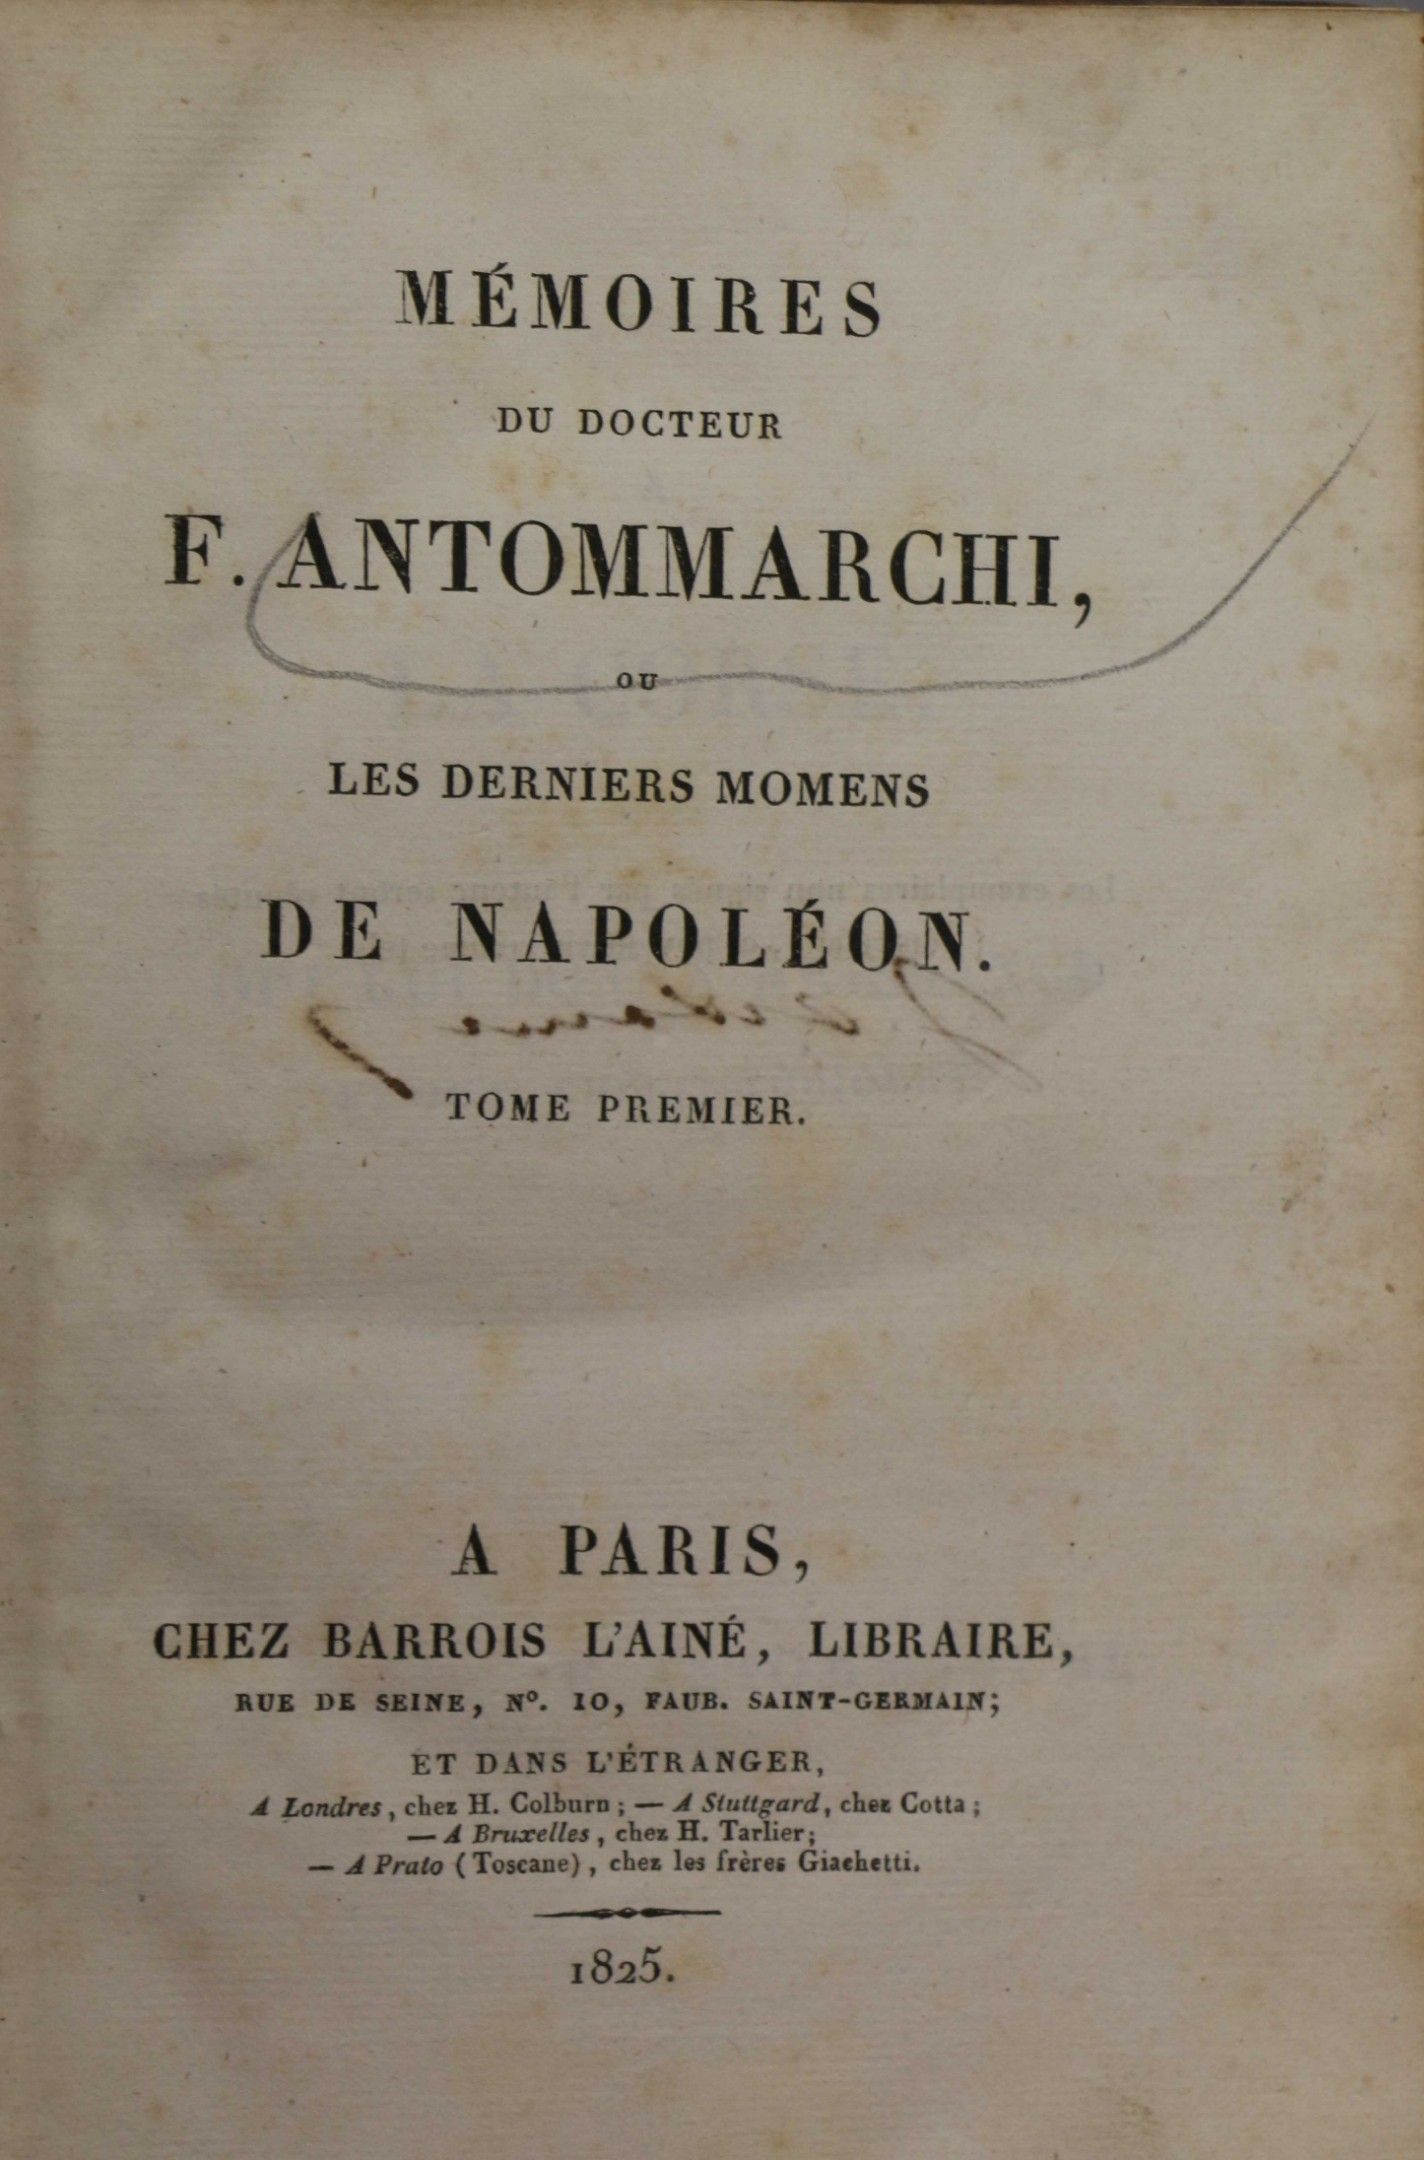 MÉMOIRES
DU DOCTEUR
F. ANTOMMARCHI,
OU
LES DERNIERS MOMENS
DE NAPOLÉON.
TOME PREMIER.
A PARIS,
CHEZ BARROIS L'AINÉ, LIBRAIRE,
RUE DE SEINE, Nº. 10, FAUB. SAINT-GERMAIN;
ET DANS L'ÉTRANGER,
A Londres, chez H. Colburn; — A Stuttgard, chez Cotta;
— A Bruxelles, chez H. Tarlier;
— A Prato (Toscane), chez les frères Giachetti.
1825.